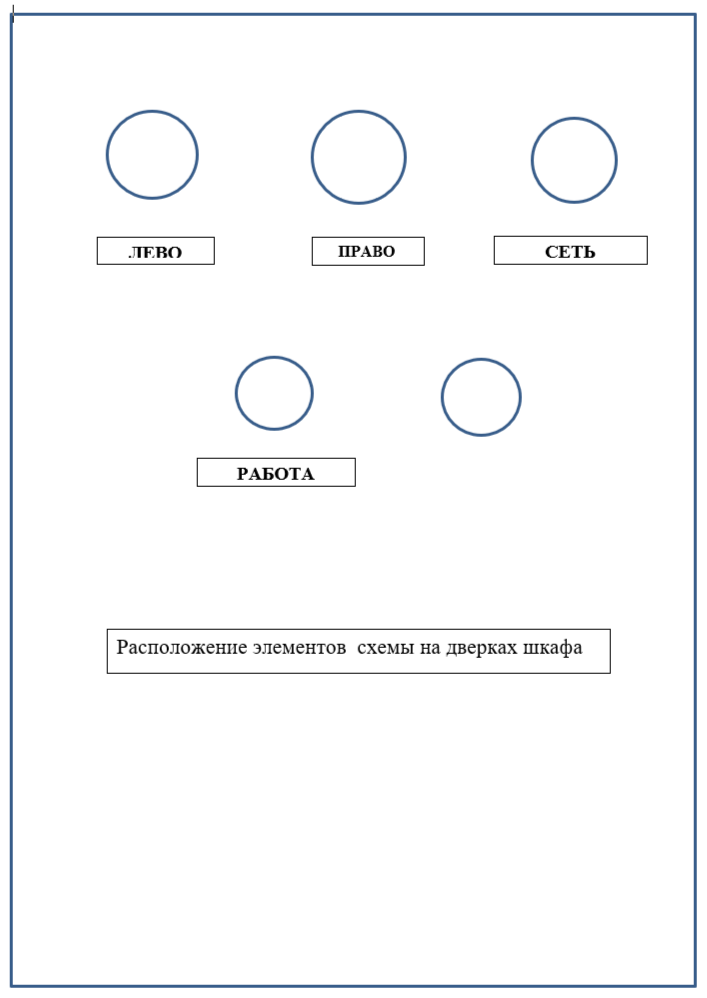 ЛЕВО
ПРАВО
СЕТЬ
РАБОТА
Расположение элементов схемы на дверках шкафа